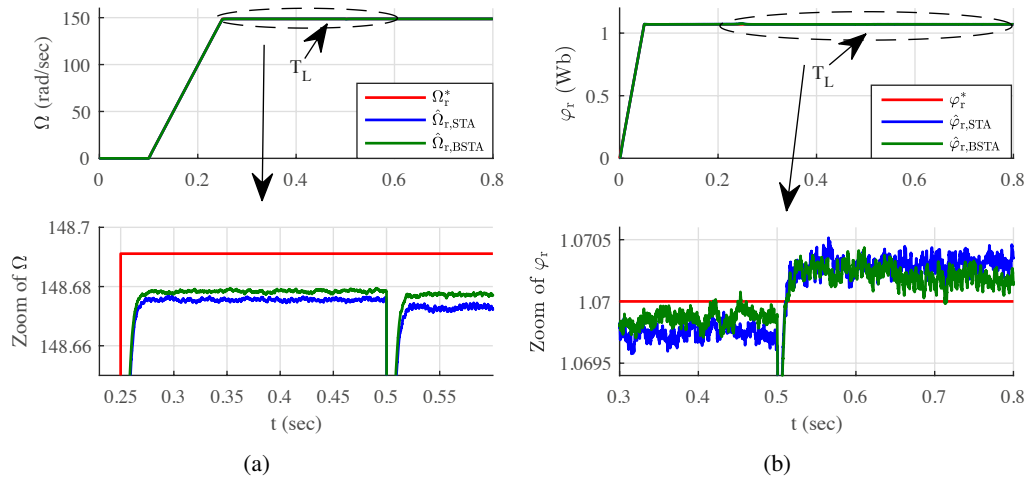 150
100
50
0
Ω (rad/sec)
T_L
Ω_r^*
Ω̂_r,STA
Ω̂_r,BSTA
0 0.2 0.4 0.6 0.8
1
0.5
0
φ_r (Wb)
T_L
φ_r^*
φ̂_r,STA
φ̂_r,BSTA
0 0.2 0.4 0.6 0.8
148.7
148.68
148.66
Zoom of Ω
0.25 0.3 0.35 0.4 0.45 0.5 0.55
t (sec)
1.0705
1.07
1.0695
Zoom of φ_r
0.3 0.4 0.5 0.6 0.7 0.8
t (sec)
(a)
(b)